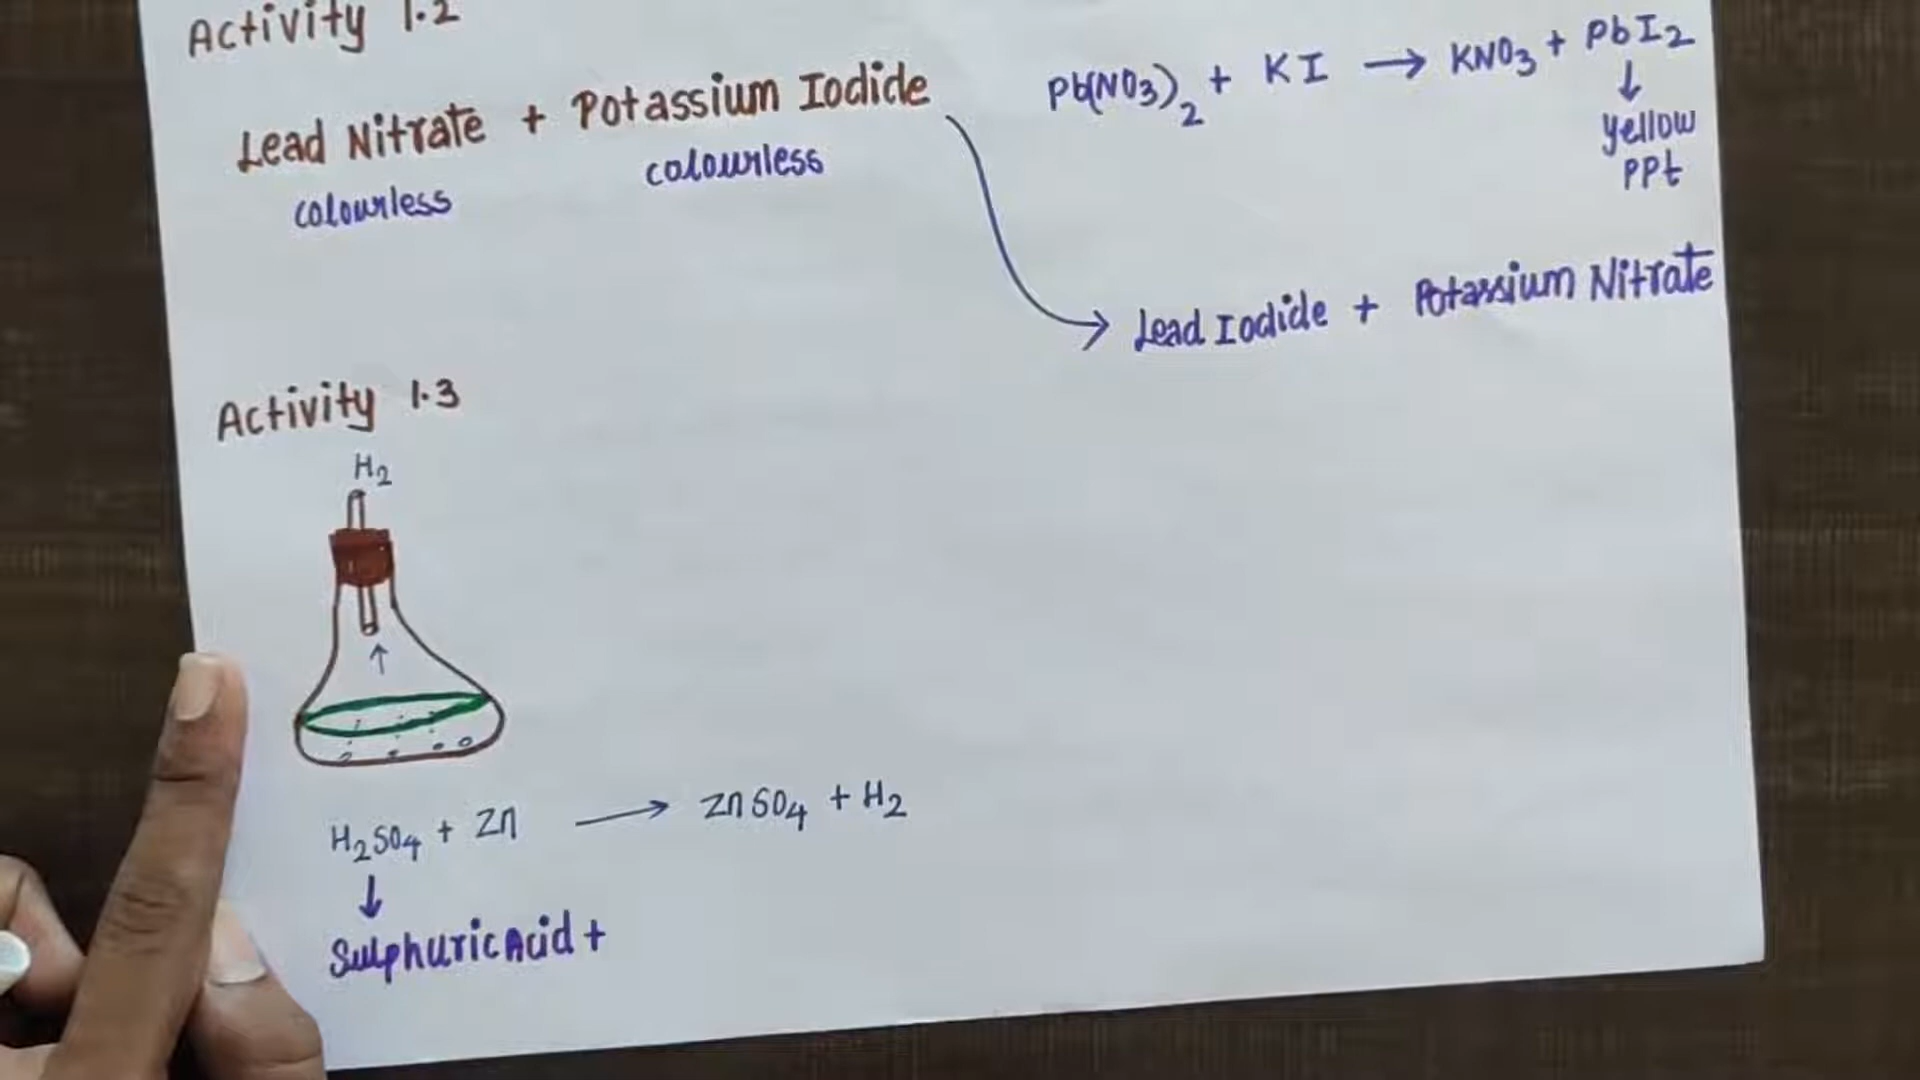 Activity 1.2
Lead Nitrate + Potassium Iodide
colourless colourless
Pb(NO3)2 + KI → KNO3 + PbI2
↓
yellow
PPt
Lead Iodide + Potassium Nitrate
Activity 1.3
H2
↑
H2SO4 + Zn → ZnSO4 + H2
↓
Sulphuric Acid +